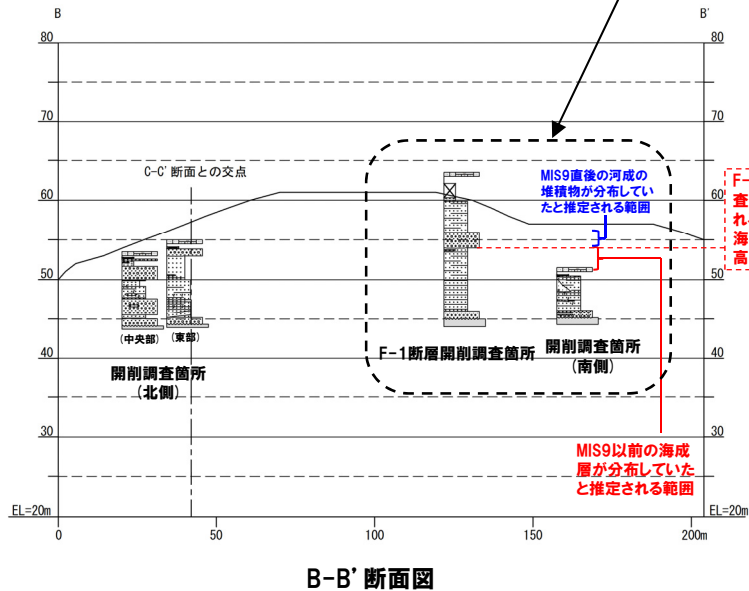 B
B'
80
80
70
70
C-C' 断面との交点
MIS9直後の河成の
堆積物が分布してい
たと推定される範囲
F-
査
れ
海
高
60
60
50
50
(中央部)
(東部)
F-1断層開削調査箇所
開削調査箇所
(南側)
40
40
開削調査箇所
(北側)
30
30
MIS9以前の海成
層が分布していた
と推定される範囲
EL=20m
EL=20m
0
50
100
150
200m
B-B' 断面図